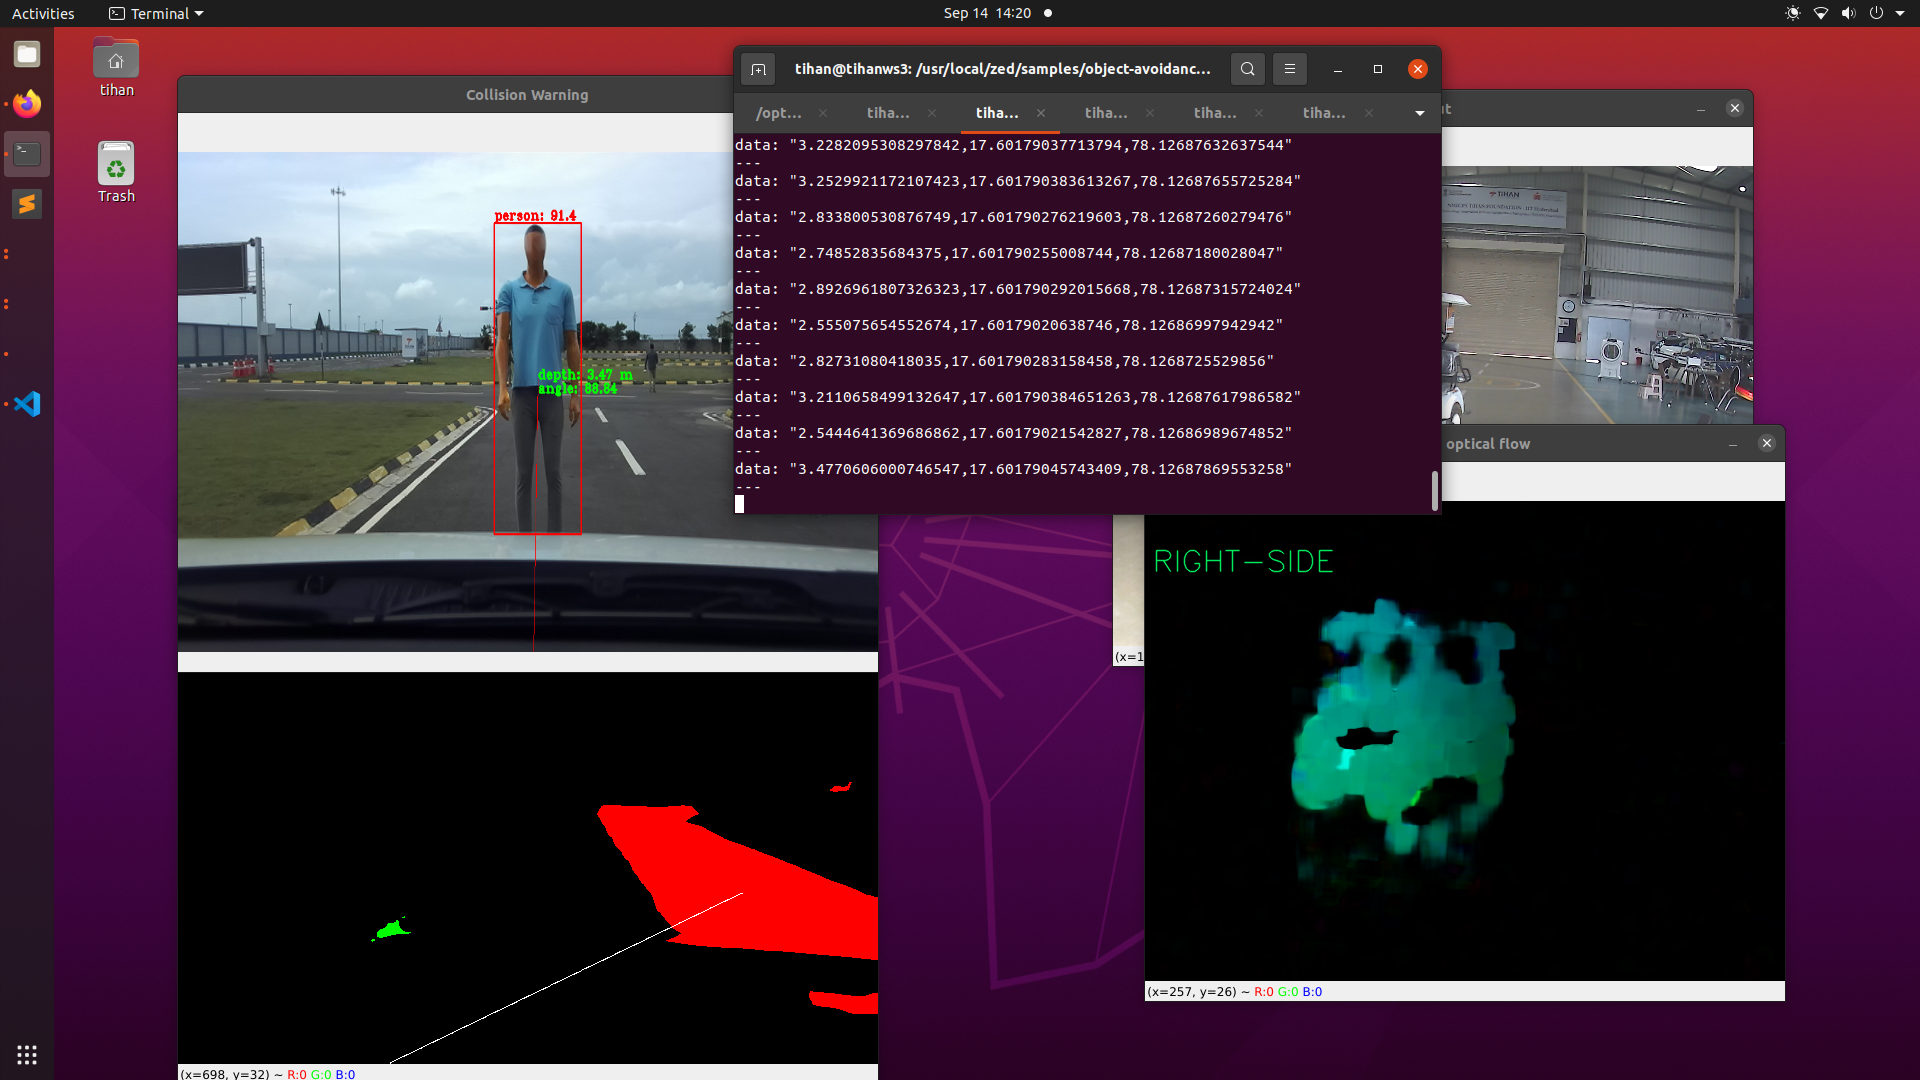 Activities
Terminal
Sep 14 14:20
tihan
Trash
Collision Warning
person: 91.4
depth: 3.47 m
angle: 88.84
(x=698, y=32) ~ R:0 G:0 B:0
tihan@tihanws3: /usr/local/zed/samples/object-avoidanc...
/opt...
tiha...
tiha...
tiha...
tiha...
tiha...
data: "3.2282095308297842,17.60179037713794,78.12687632637544"
---
data: "3.2529921172107423,17.601790383613267,78.12687655725284"
---
data: "2.833800530876749,17.601790276219603,78.12687260279476"
---
data: "2.74852835684375,17.601790255008744,78.12687180028047"
---
data: "2.8926961807326323,17.601790292015668,78.12687315724024"
---
data: "2.555075654552674,17.60179020638746,78.12686997942942"
---
data: "2.82731080418035,17.601790283158458,78.1268725529856"
---
data: "3.2110658499132647,17.601790384651263,78.12687617986582"
---
data: "2.5444641369686862,17.60179021542827,78.12686989674852"
---
data: "3.4770606000746547,17.60179045743409,78.12687869553258"
---
ut
TIHAN
(x=1
optical flow
RIGHT-SIDE
(x=257, y=26) ~ R:0 G:0 B:0